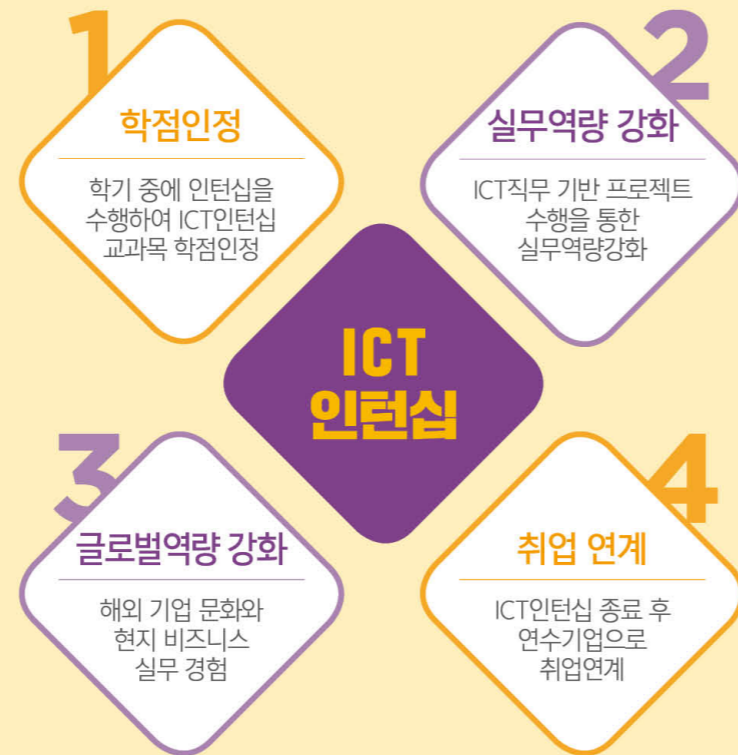 1
학점인정
학기 중에 인턴십을
수행하여 ICT인턴십
교과목 학점인정
2
실무역량 강화
ICT직무 기반 프로젝트
수행을 통한
실무역량강화
ICT
인턴십
3
글로벌역량 강화
해외 기업 문화와
현지 비즈니스
실무 경험
4
취업 연계
ICT인턴십 종료 후
연수기업으로
취업연계